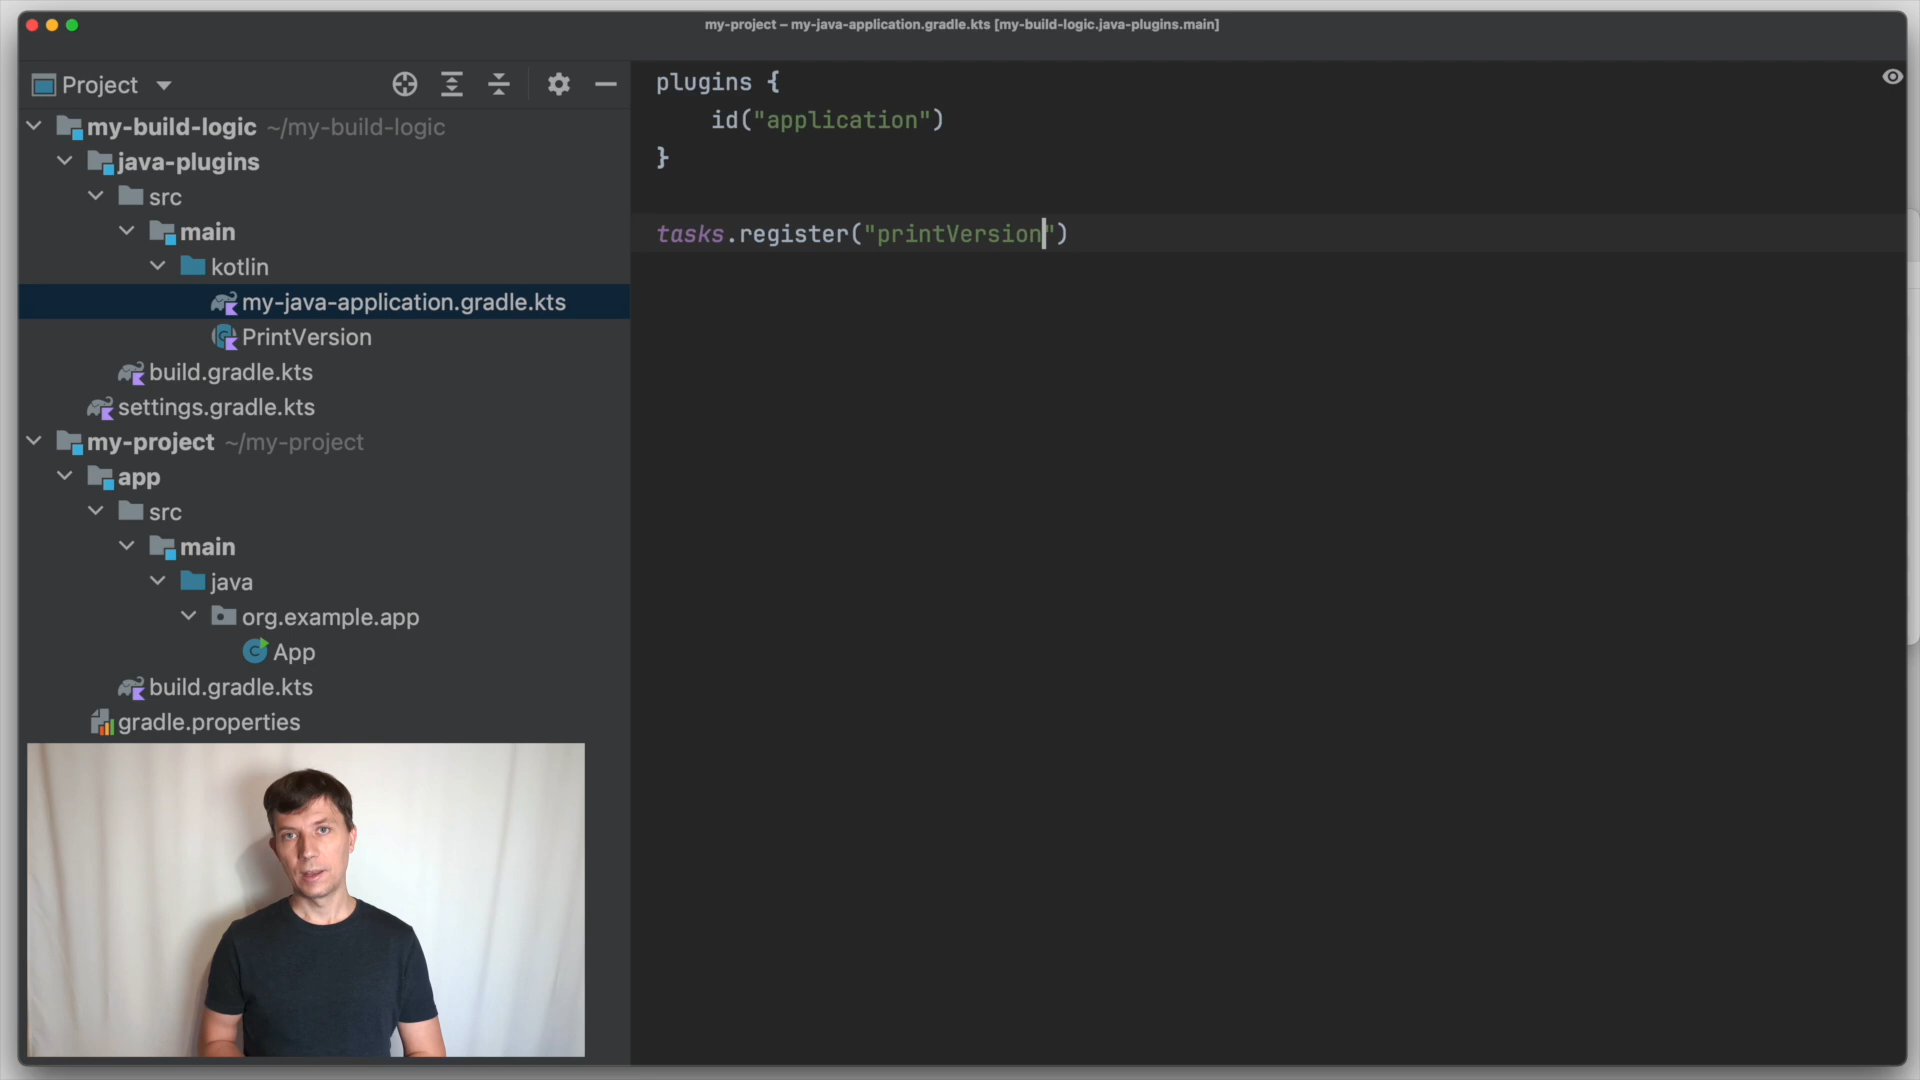 my-project – my-java-application.gradle.kts [my-build-logic.java-plugins.main]
Project
my-build-logic ~/my-build-logic
java-plugins
src
main
kotlin
my-java-application.gradle.kts
PrintVersion
build.gradle.kts
settings.gradle.kts
my-project ~/my-project
app
src
main
java
org.example.app
App
build.gradle.kts
gradle.properties
plugins {
id("application")
}
tasks.register("printVersion")